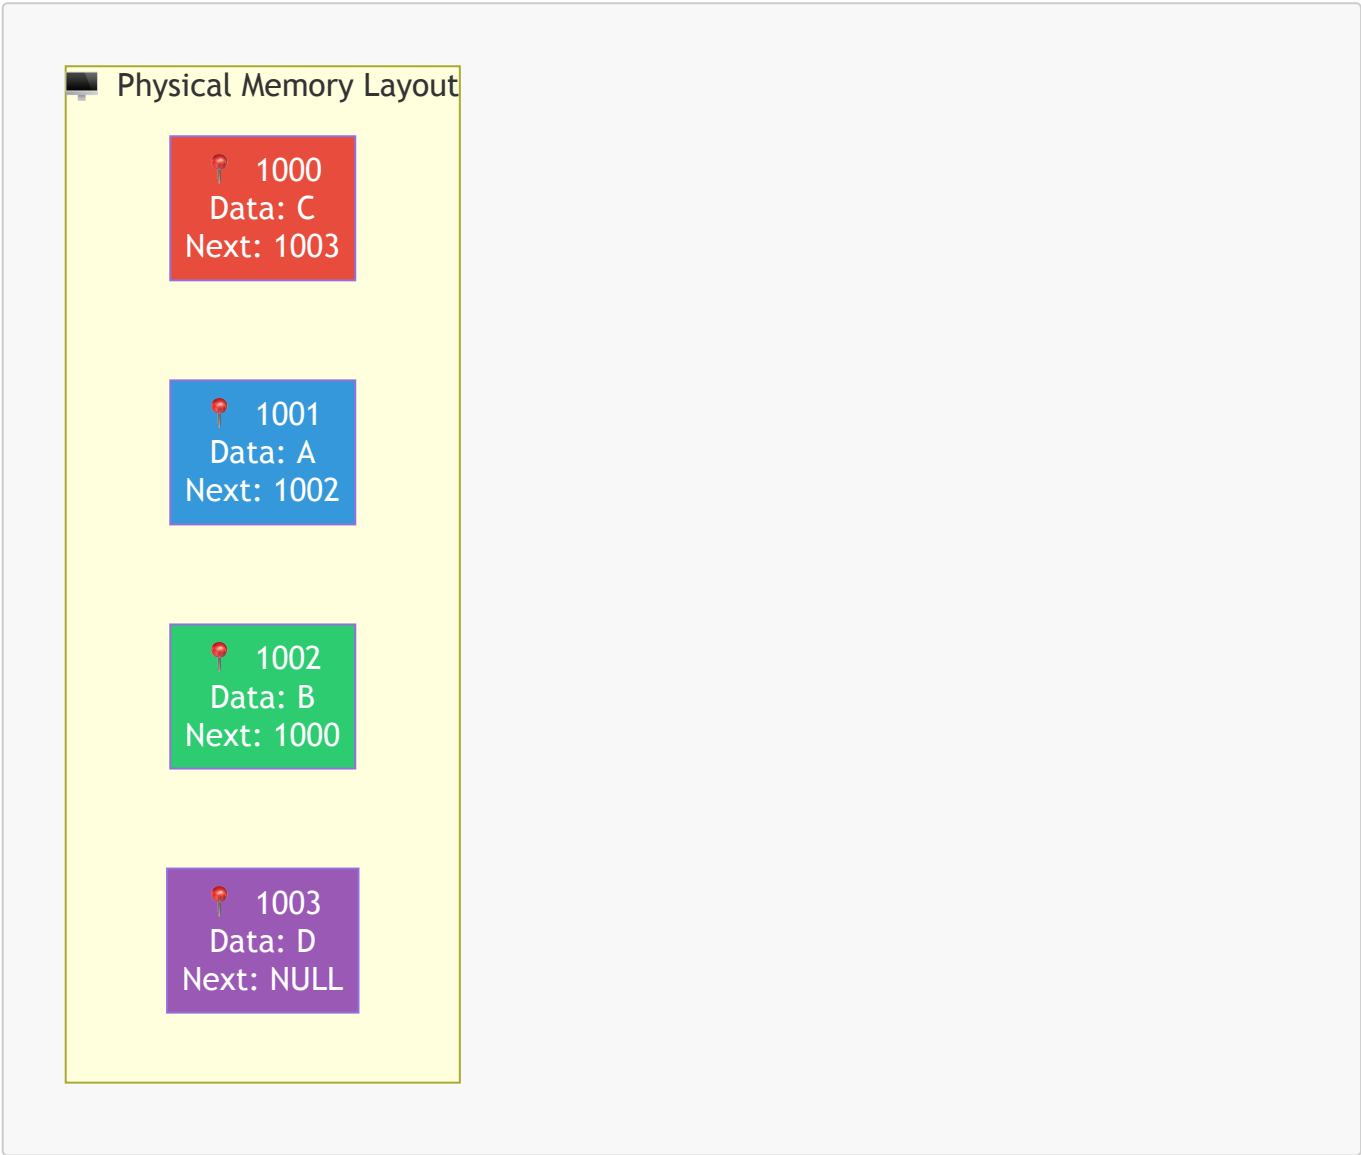 Physical Memory Layout
1000
Data: C
Next: 1003
1001
Data: A
Next: 1002
1002
Data: B
Next: 1000
1003
Data: D
Next: NULL